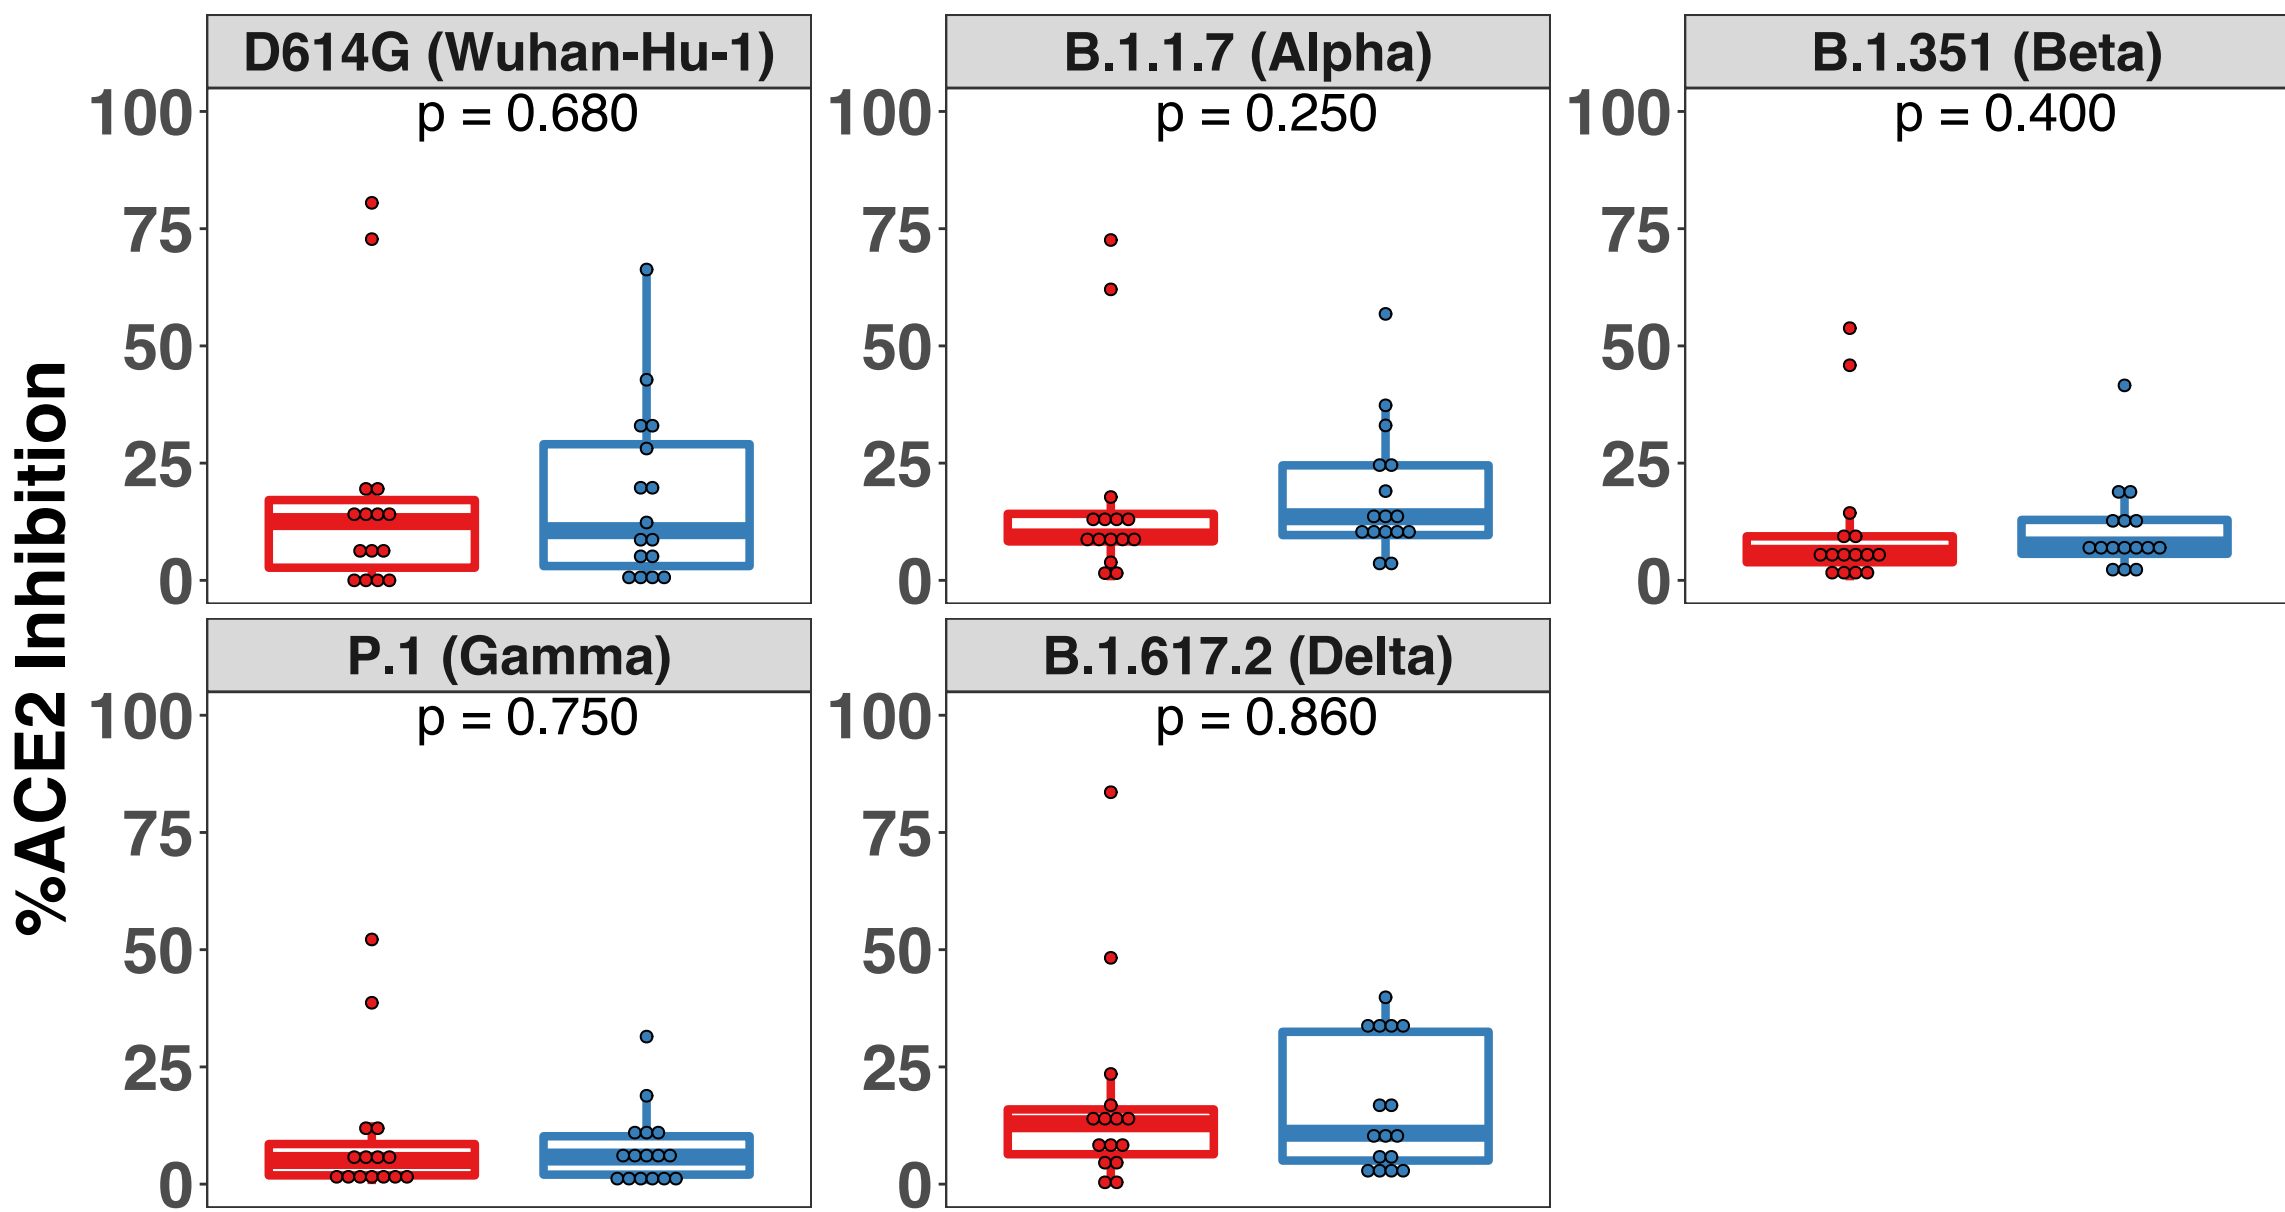 %ACE2 Inhibition
D614G (Wuhan-Hu-1)
p = 0.680
100
75
50
25
0
B.1.1.7 (Alpha)
p = 0.250
100
75
50
25
0
B.1.351 (Beta)
p = 0.400
100
75
50
25
0
P.1 (Gamma)
p = 0.750
100
75
50
25
0
B.1.617.2 (Delta)
p = 0.860
100
75
50
25
0